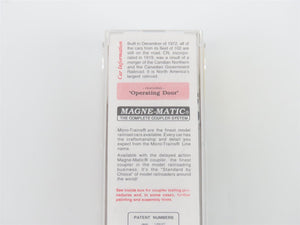 Car Information
Built in December of 1972, all of
the cars from its fleet of 102 are
still on the road. CN, incorpo-
rated in 1919, was a result of a
merger of the Canadian Northern
and the Canadian Government
Railroad. It is North America's
largest railroad.
"Operating Door"
MAGNE-MATIC®
THE COMPLETE COUPLER SYSTEM
Micro-Trains® are the finest model
railroad cars available. Every car has
the craftsmanship and detail you
expect from the Micro-Trains® Line
name.
Available with the delayed action
Magne-Matic® coupler, the finest
coupler in the model railroading
business. It's the "Standard by
Choice" of model railroaders around
the world!
See inside box for coupler testing pro-
cedures and, in some cases, further
painting and assembly hints.
PATENT NUMBERS